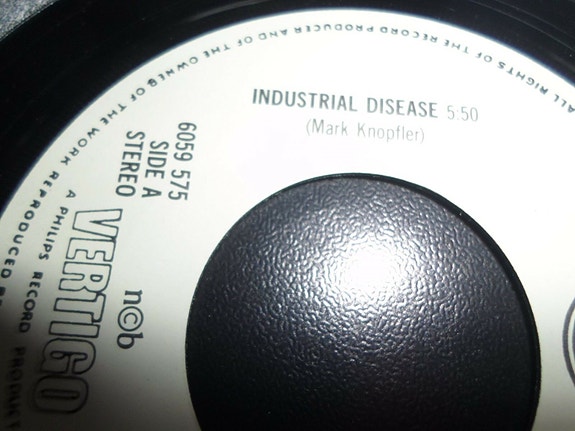 ALL RIGHTS OF THE RECORD PRODUCER AND OF THE OWNER OF THE WORK REPRODUCED
INDUSTRIAL DISEASE 5:50
(Mark Knopfler)
6059 575
SIDE A
STEREO
ncb
VERTIGO
A PHILIPS RECORD